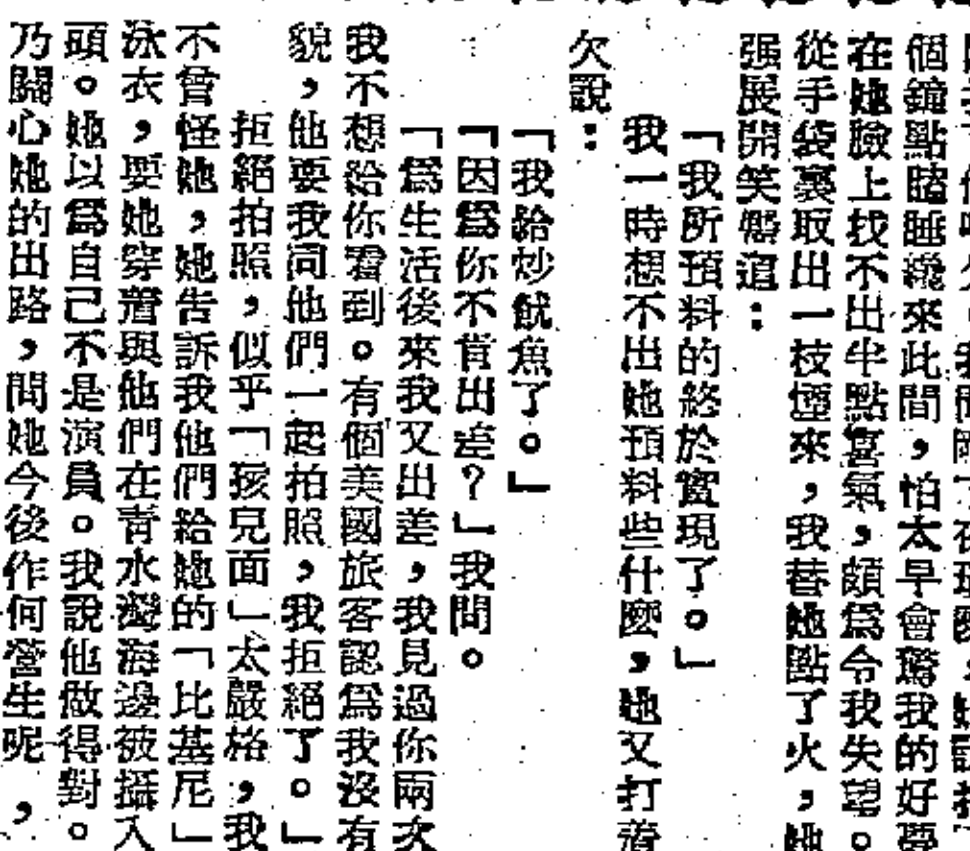 個鐘點瞌睡纔來此間，怕太早會驚我的好夢
在她臉上找不出半點喜氣，頗爲令我失望。
從手袋裏取出一枝煙來，我替她點了火，她
强展開笑容道：
「我所預料的終於實現了。」
我一時想不出她預料些什麼，她又打着
欠說：
「我給炒魷魚了。」
「因爲你不肯出差？」我問。
「爲生活後來我又出差，我見過你兩次
我不想給你看到。有個美國旅客認爲我沒有
貌，他要我同他們一起拍照，我拒絕了。」
拒絕拍照，似乎「孩兒面」太嚴格，我
不曾怪她，她告訴我他們給她的「比基尼」
泳衣，要她穿着與他們在青水灣海邊被攝入
頭。她以爲自己不是演員。我說他做得對。
乃關心她的出路，問她今後作何營生呢，